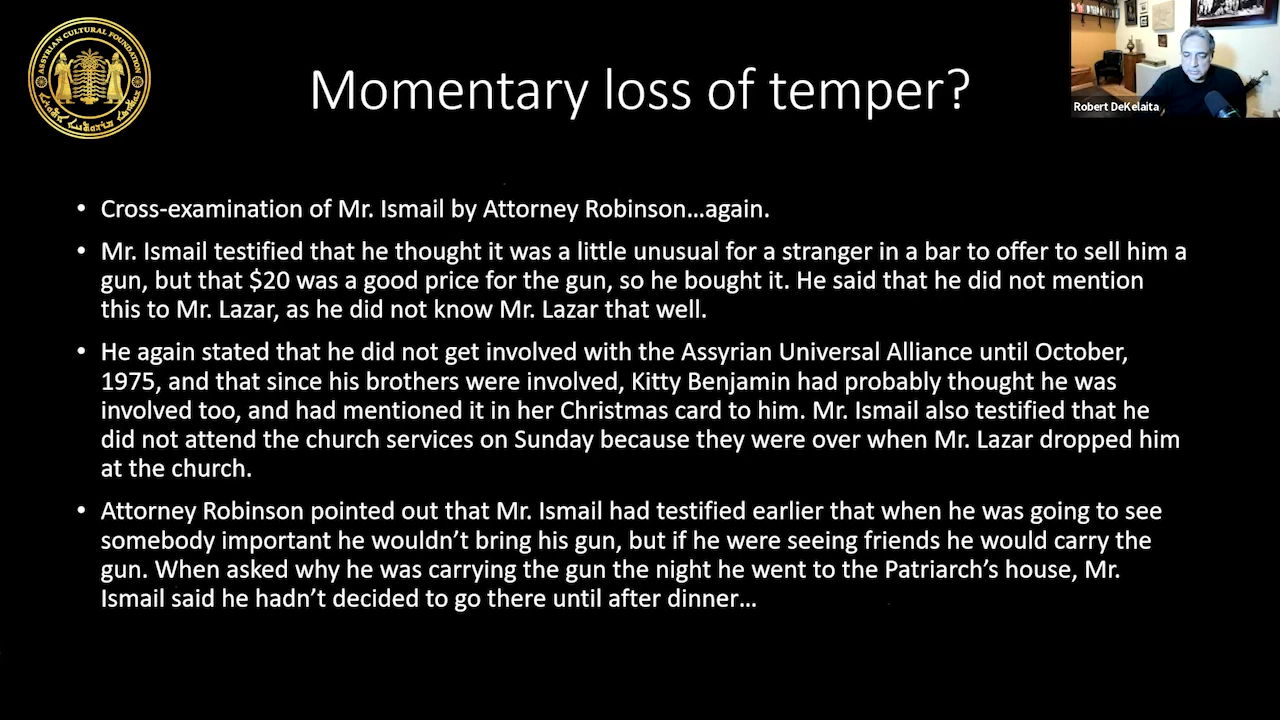 ASSYRIAN CULTURAL FOUNDATION
Momentary loss of temper?
Robert DeKelaita
• Cross-examination of Mr. Ismail by Attorney Robinson…again.
• Mr. Ismail testified that he thought it was a little unusual for a stranger in a bar to offer to sell him a
gun, but that $20 was a good price for the gun, so he bought it. He said that he did not mention
this to Mr. Lazar, as he did not know Mr. Lazar that well.
• He again stated that he did not get involved with the Assyrian Universal Alliance until October,
1975, and that since his brothers were involved, Kitty Benjamin had probably thought he was
involved too, and had mentioned it in her Christmas card to him. Mr. Ismail also testified that he
did not attend the church services on Sunday because they were over when Mr. Lazar dropped him
at the church.
• Attorney Robinson pointed out that Mr. Ismail had testified earlier that when he was going to see
somebody important he wouldn’t bring his gun, but if he were seeing friends he would carry the
gun. When asked why he was carrying the gun the night he went to the Patriarch’s house, Mr.
Ismail said he hadn’t decided to go there until after dinner…